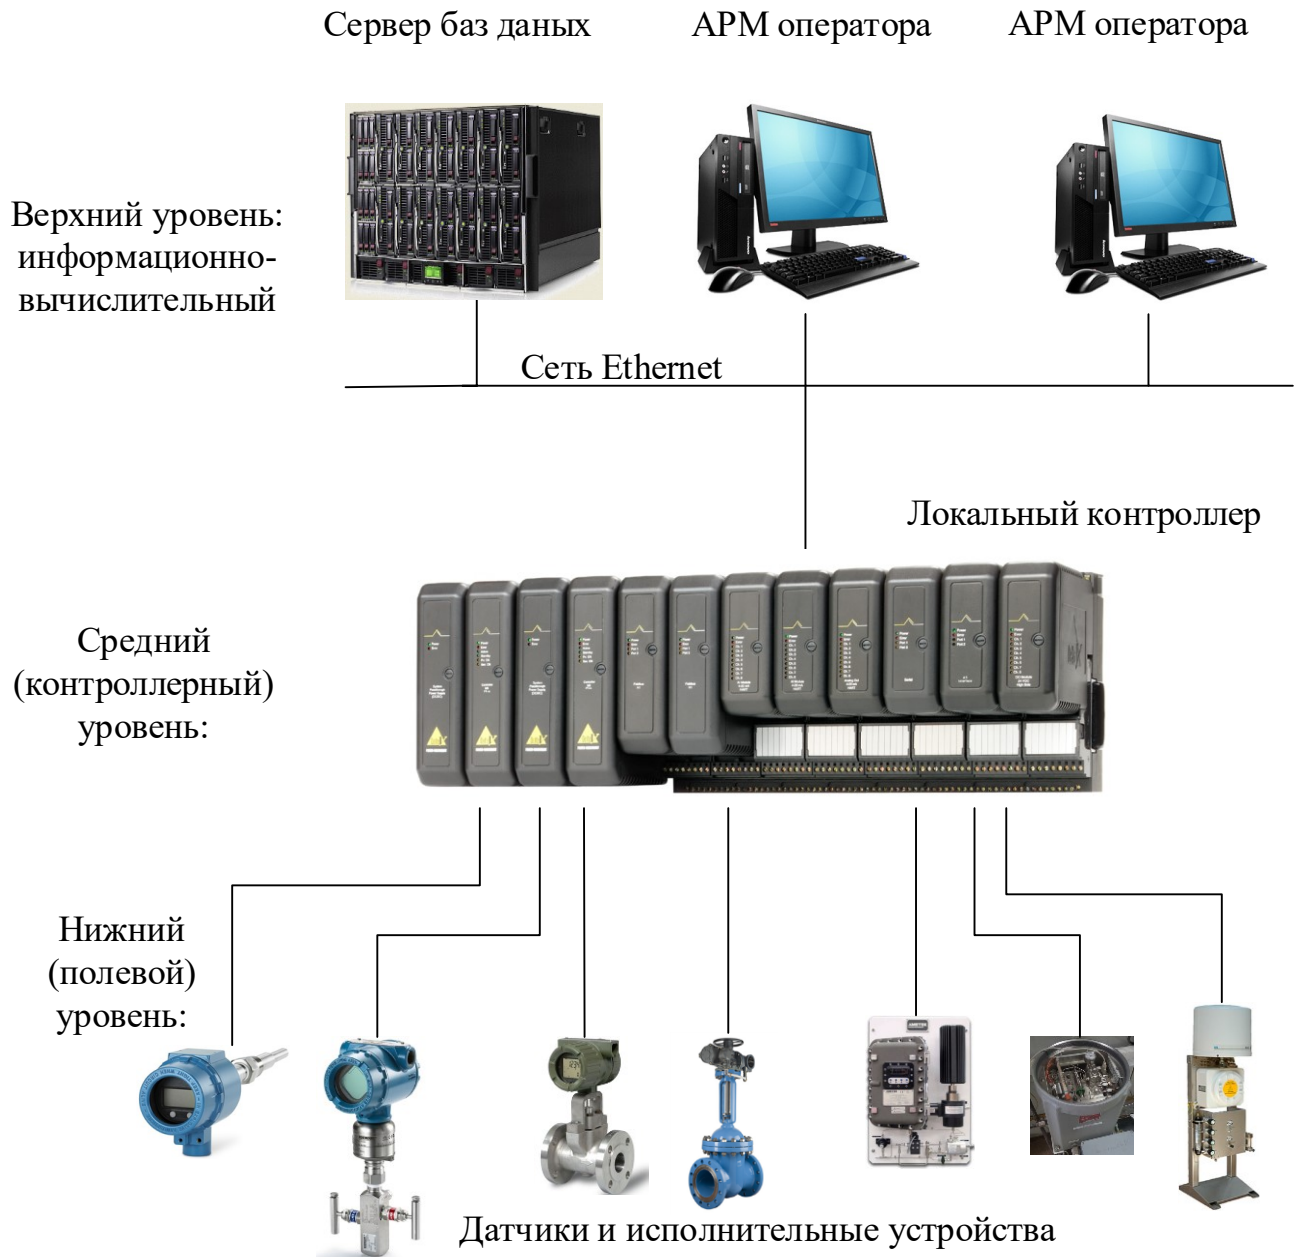 Сервер баз даных
АРМ оператора
АРМ оператора
Верхний уровень:
информационно-
вычислительный
Сеть Ethernet
Локальный контроллер
Средний
(контроллерный)
уровень:
Нижний
(полевой)
уровень:
Датчики и исполнительные устройства